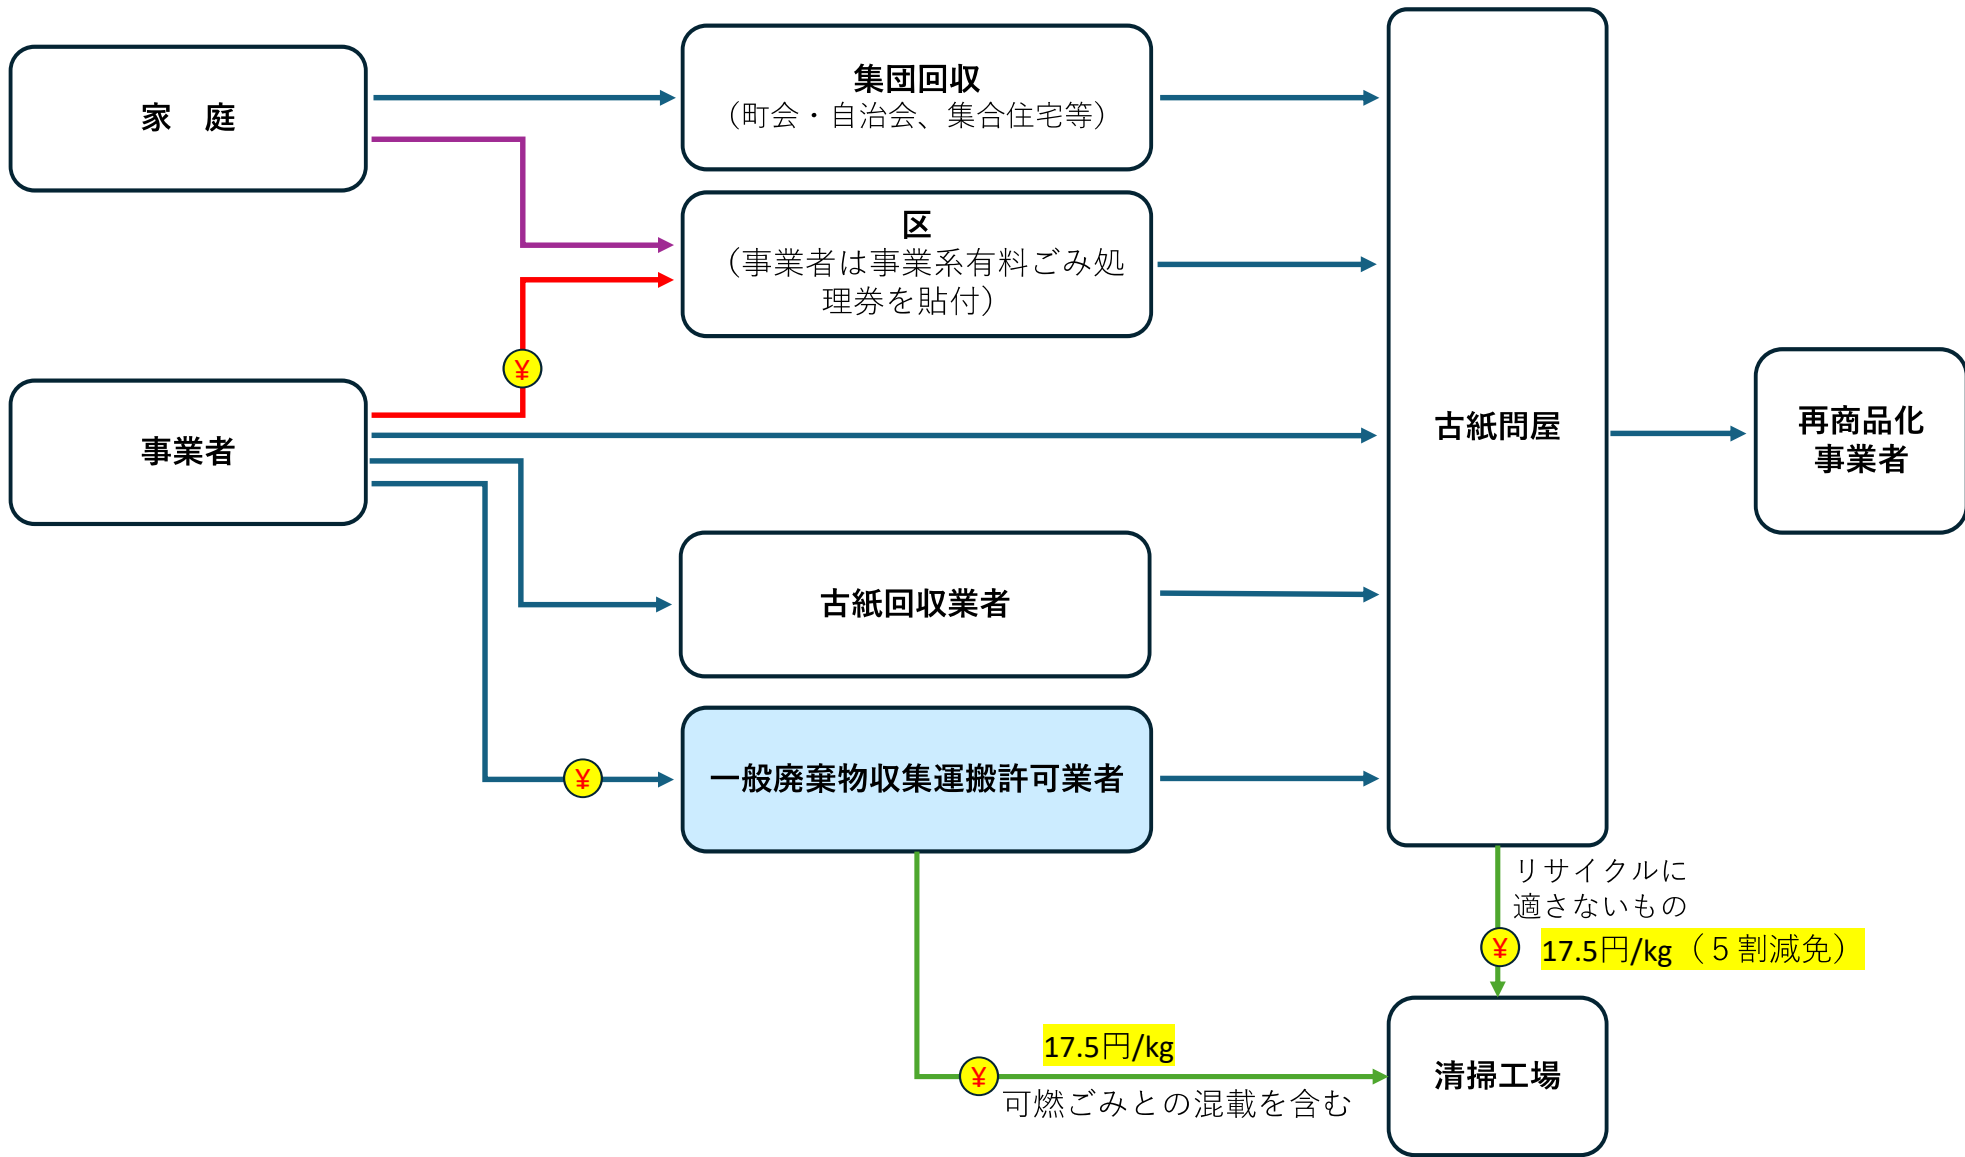 家　庭
集団回収
（町会・自治会、集合住宅等）
区
（事業者は事業系有料ごみ処
理券を貼付）
¥
事業者
古紙問屋
再商品化
事業者
古紙回収業者
¥
一般廃棄物収集運搬許可業者
リサイクルに
適さないもの
¥
17.5円/kg（５割減免）
17.5円/kg
¥
可燃ごみとの混載を含む
清掃工場